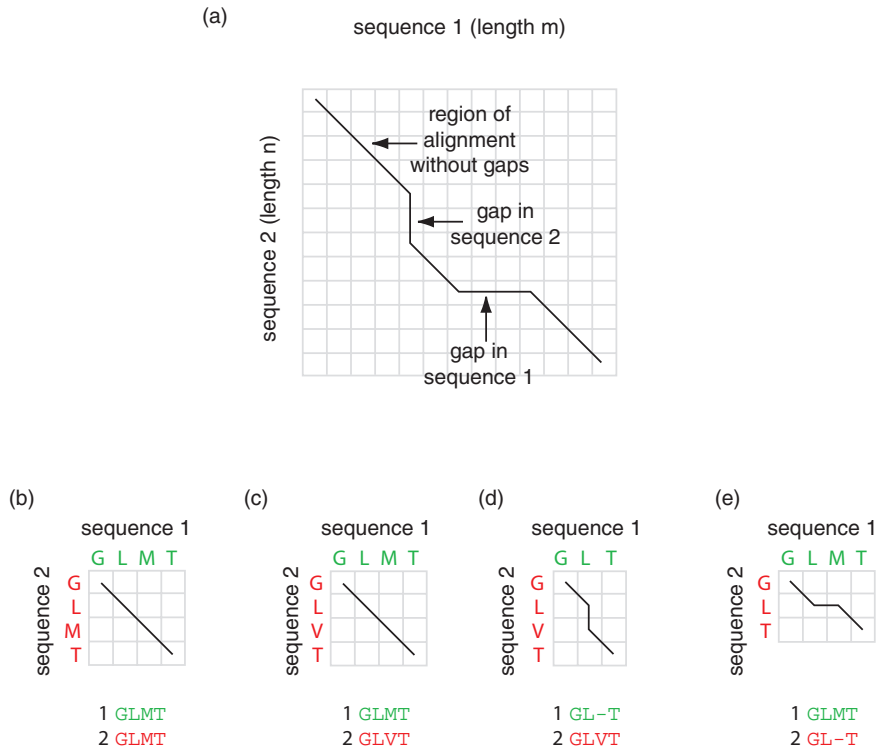 (a)
sequence 1 (length m)
sequence 2 (length n)
region of
alignment
without gaps
gap in
sequence 2
gap in
sequence 1
(b)
sequence 1
G L M T
sequence 2
G
L
M
T
1 GLMT
2 GLMT
(c)
sequence 1
G L M T
sequence 2
G
L
V
T
1 GLMT
2 GLVT
(d)
sequence 1
G L T
sequence 2
G
L
V
T
1 GL-T
2 GLVT
(e)
sequence 1
G L M T
sequence 2
G
L
T
1 GLMT
2 GL-T